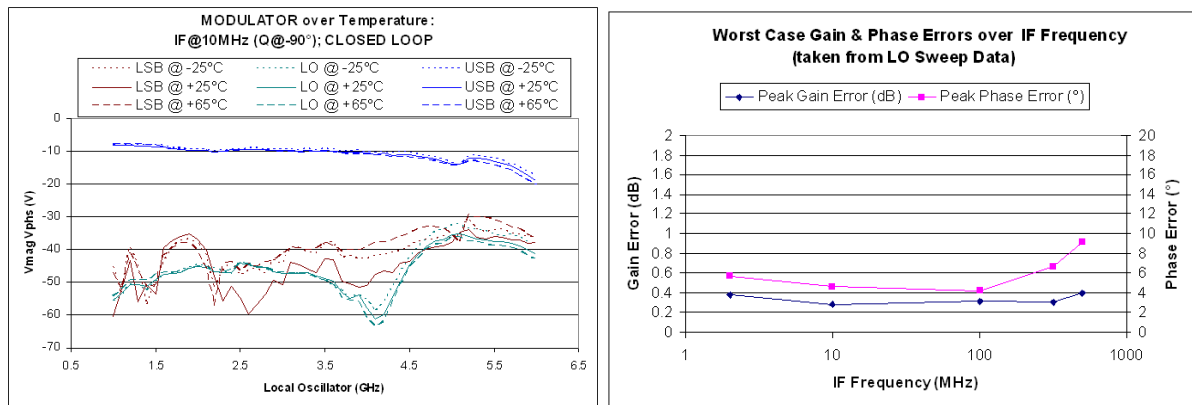 MODULATOR over Temperature:
IF@10MHz (Q@-90°); CLOSED LOOP
LSB @ -25°C LO @ -25°C USB @ -25°C
LSB @ +25°C LO @ +25°C USB @ +25°C
LSB @ +65°C LO @ +65°C USB @ +65°C
Vmag Vphs (V)
0
-10
-20
-30
-40
-50
-60
-70
0.5 1.5 2.5 3.5 4.5 5.5 6.5
Local Oscillator (GHz)
Worst Case Gain & Phase Errors over IF Frequency
(taken from LO Sweep Data)
Peak Gain Error (dB) Peak Phase Error (°)
Gain Error (dB)
2 20
1.8 18
1.6 16
1.4 14
1.2 12
1 10
0.8 8
0.6 6
0.4 4
0.2 2
0 0
Phase Error (°)
1 10 100 1000
IF Frequency (MHz)